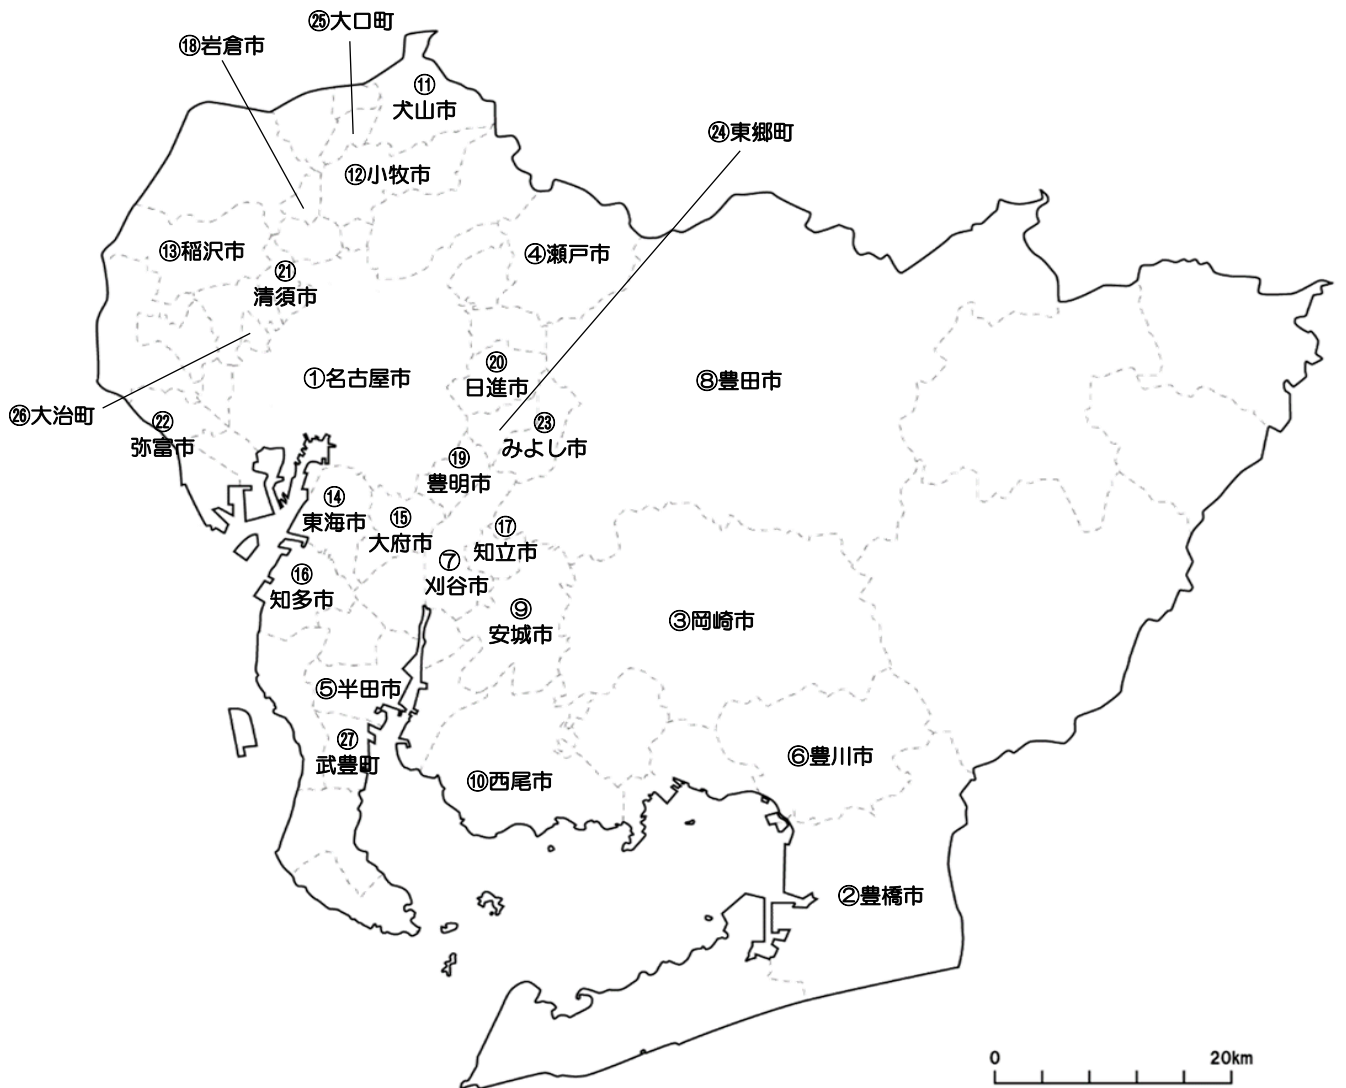 ㉕大口町
⑱岩倉市
⑪
犬山市
㉔東郷町
⑫小牧市
⑬稲沢市
④瀬戸市
㉑
清須市
⑳
日進市
①名古屋市
⑧豊田市
㉖大治町
㉒
弥富市
㉓
みよし市
⑲
豊明市
⑭
東海市
⑮
大府市
⑰
知立市
⑦
刈谷市
⑯
知多市
⑨
安城市
③岡崎市
⑤半田市
㉗
武豊町
⑥豊川市
⑩西尾市
②豊橋市
0 20km